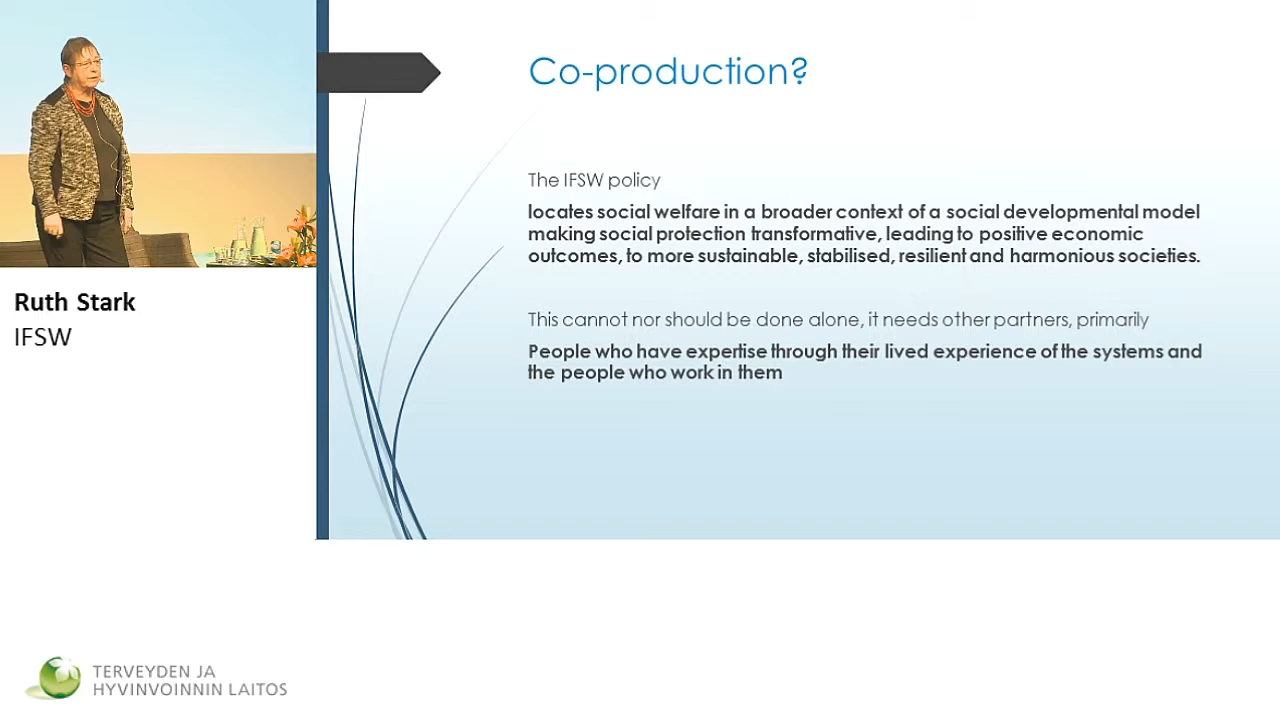 Co-production?
The IFSW policy
locates social welfare in a broader context of a social developmental model
making social protection transformative, leading to positive economic
outcomes, to more sustainable, stabilised, resilient and harmonious societies.
This cannot nor should be done alone, it needs other partners, primarily
People who have expertise through their lived experience of the systems and
the people who work in them
Ruth Stark
IFSW
TERVEYDEN JA
HYVINVOINNIN LAITOS